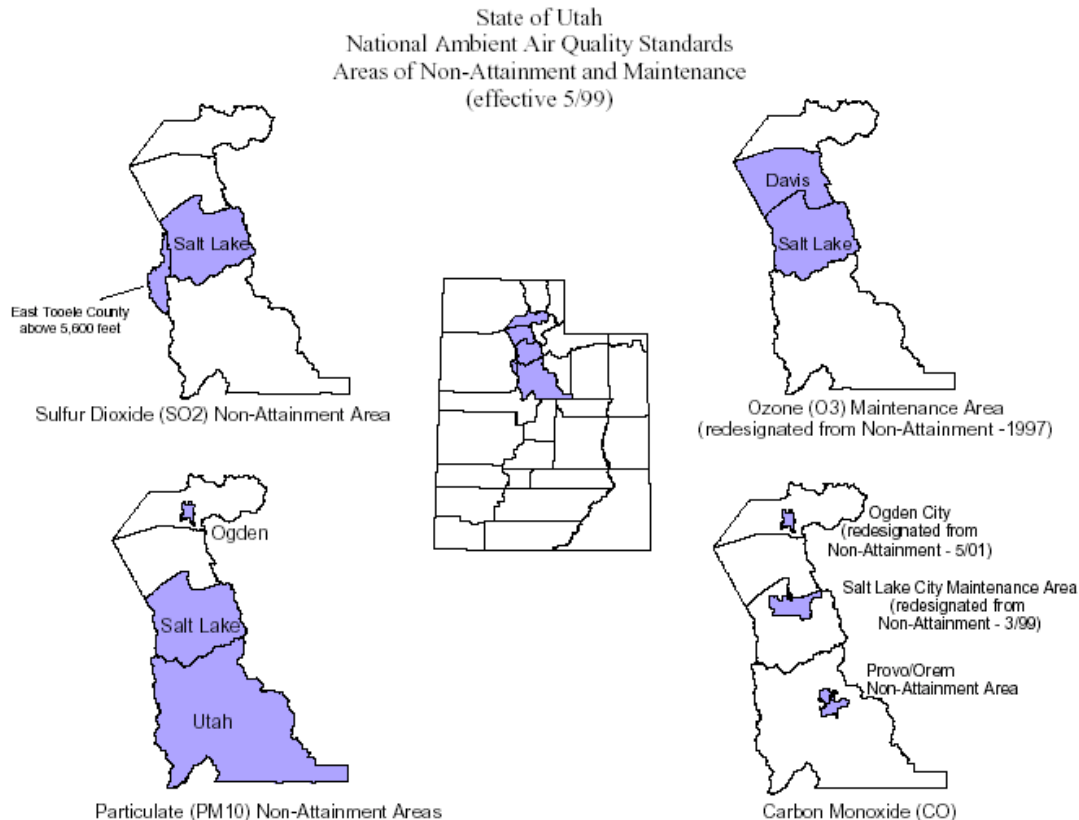 State of Utah
National Ambient Air Quality Standards
Areas of Non-Attainment and Maintenance
(effective 5/99)
Salt Lake
East Tooele County
above 5,600 feet
Sulfur Dioxide (SO2) Non-Attainment Area
Davis
Salt Lake
Ozone (O3) Maintenance Area
(redesignated from Non-Attainment -1997)
Ogden
Salt Lake
Utah
Particulate (PM10) Non-Attainment Areas
Ogden City
(redesignated from
Non-Attainment - 5/01)
Salt Lake City Maintenance Area
(redesignated from
Non-Attainment - 3/99)
Provo/Orem
Non-Attainment Area
Carbon Monoxide (CO)